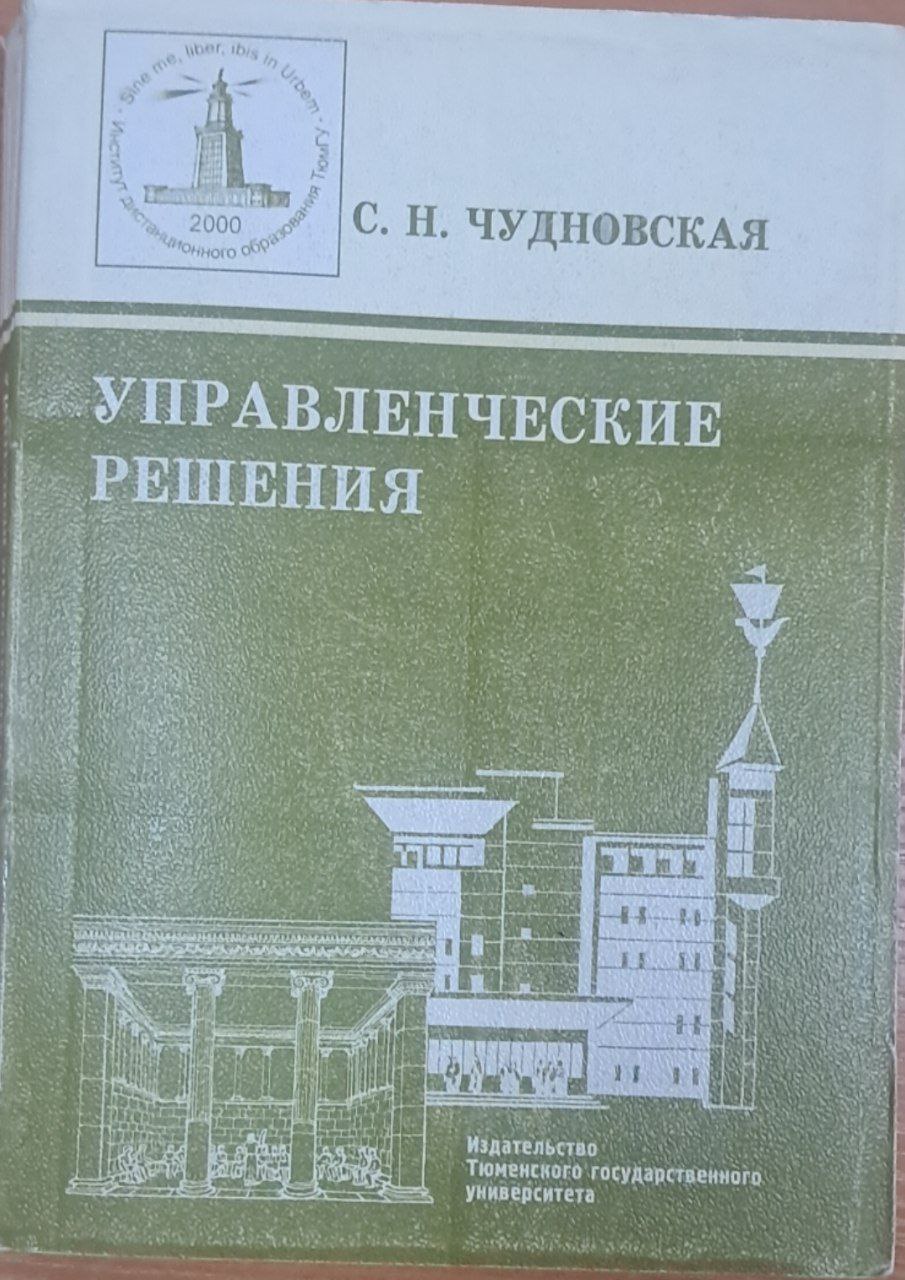 Sine me, liber, ibis in Urbem
Институт дистанционного образования ТюмГУ
2000
С. Н. ЧУДНОВСКАЯ
УПРАВЛЕНЧЕСКИЕ
РЕШЕНИЯ
Издательство
Тюменского государственного
университета